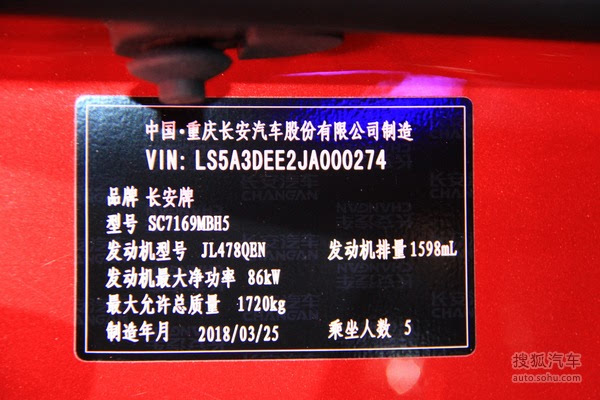 中国·重庆长安汽车股份有限公司制造
VIN: LS5A3DEE2JA000274
品牌 长安牌
型号 SC7169MBH5
发动机型号 JL478QEN 发动机排量 1598mL
发动机最大净功率 86kW
最大允许总质量 1720kg
制造年月 2018/03/25 乘坐人数 5
搜狐汽车
auto.sohu.com